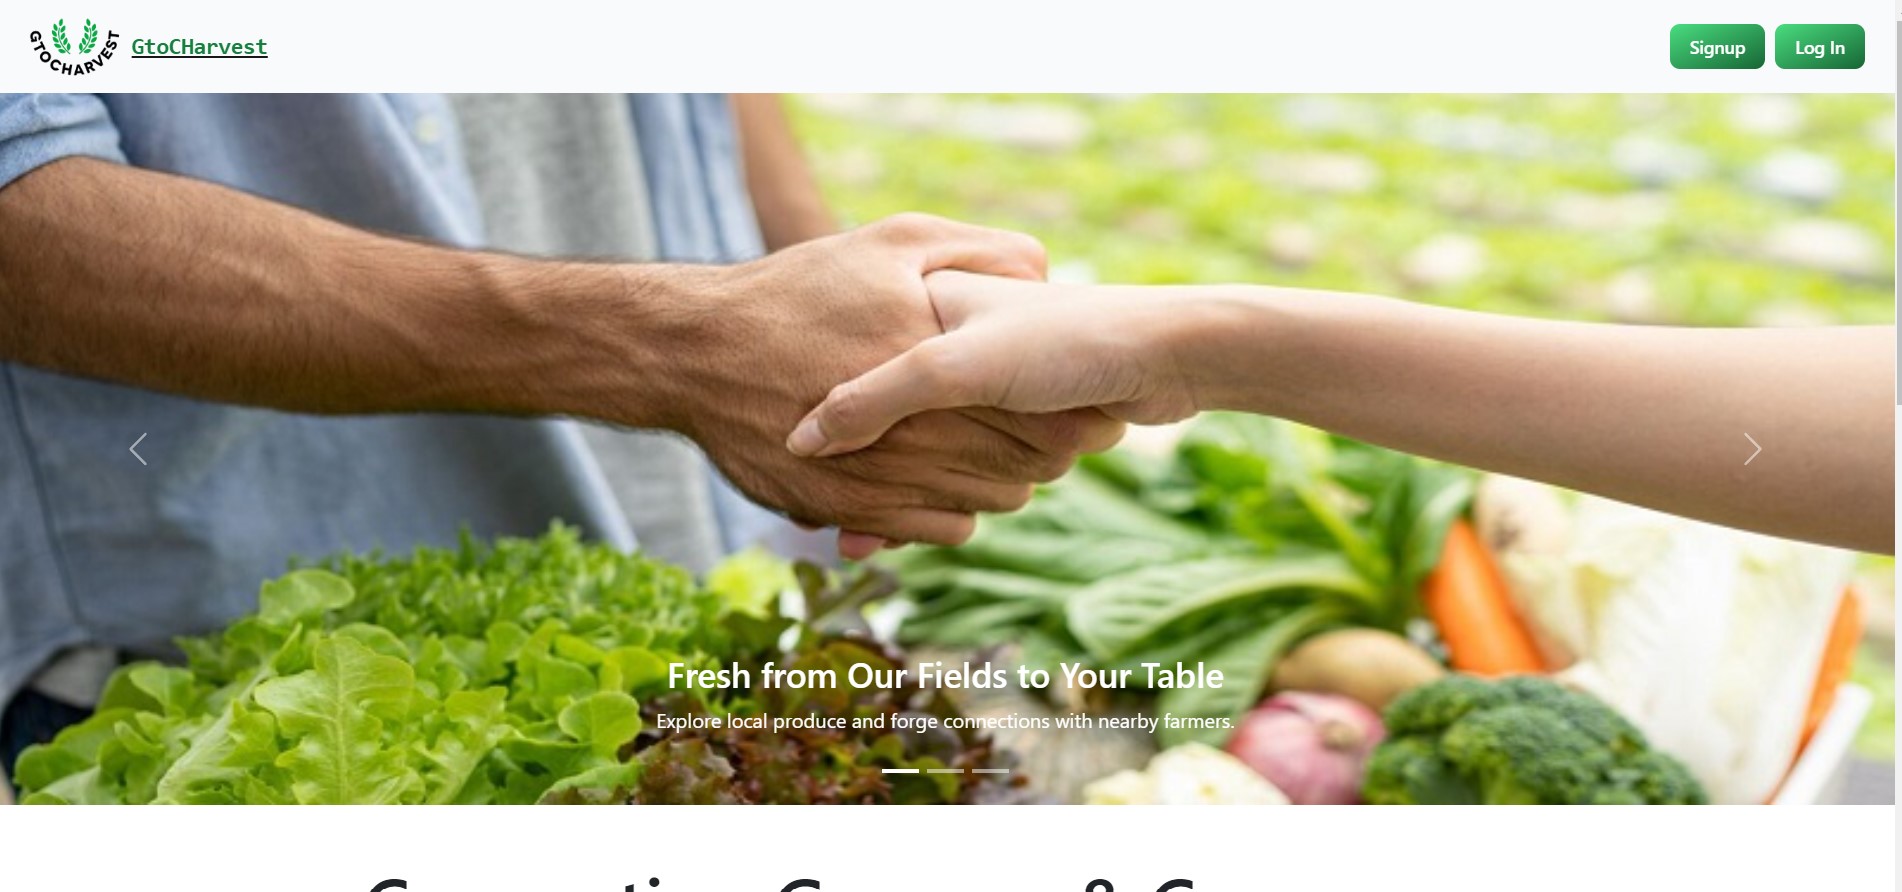 GTOCHARVEST
GtoCHarvest
Signup
Log In
Fresh from Our Fields to Your Table
Explore local produce and forge connections with nearby farmers.